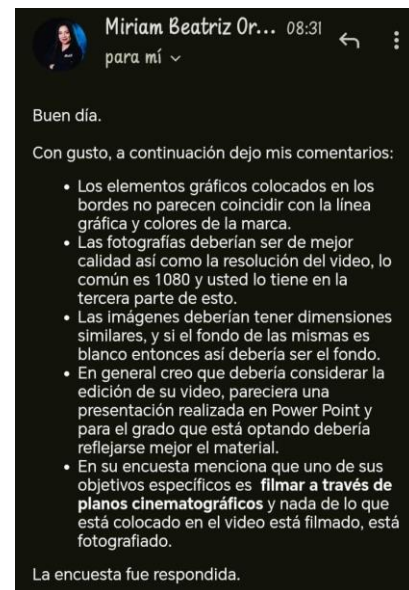 Miriam Beatriz Or... 08:31
para mí
Buen día.
Con gusto, a continuación dejo mis comentarios:
• Los elementos gráficos colocados en los
bordes no parecen coincidir con la línea
gráfica y colores de la marca.
• Las fotografías deberían ser de mejor
calidad así como la resolución del video, lo
común es 1080 y usted lo tiene en la
tercera parte de esto.
• Las imágenes deberían tener dimensiones
similares, y si el fondo de las mismas es
blanco entonces así debería ser el fondo.
• En general creo que debería considerar la
edición de su video, pareciera una
presentación realizada en Power Point y
para el grado que está optando debería
reflejarse mejor el material.
• En su encuesta menciona que uno de sus
objetivos específicos es filmar a través de
planos cinematográficos y nada de lo que
está colocado en el video está filmado, está
fotografiado.
La encuesta fue respondida.